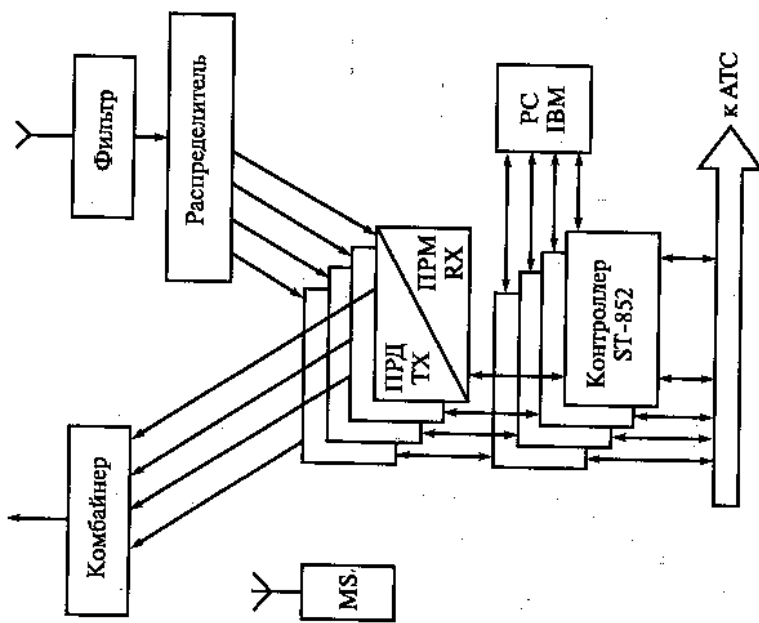 Фильтр
Распределитель
Комбайнер
ПРМ
RX
ПРД
TX
MS
PC
IBM
Контроллер
ST-852
к АТС